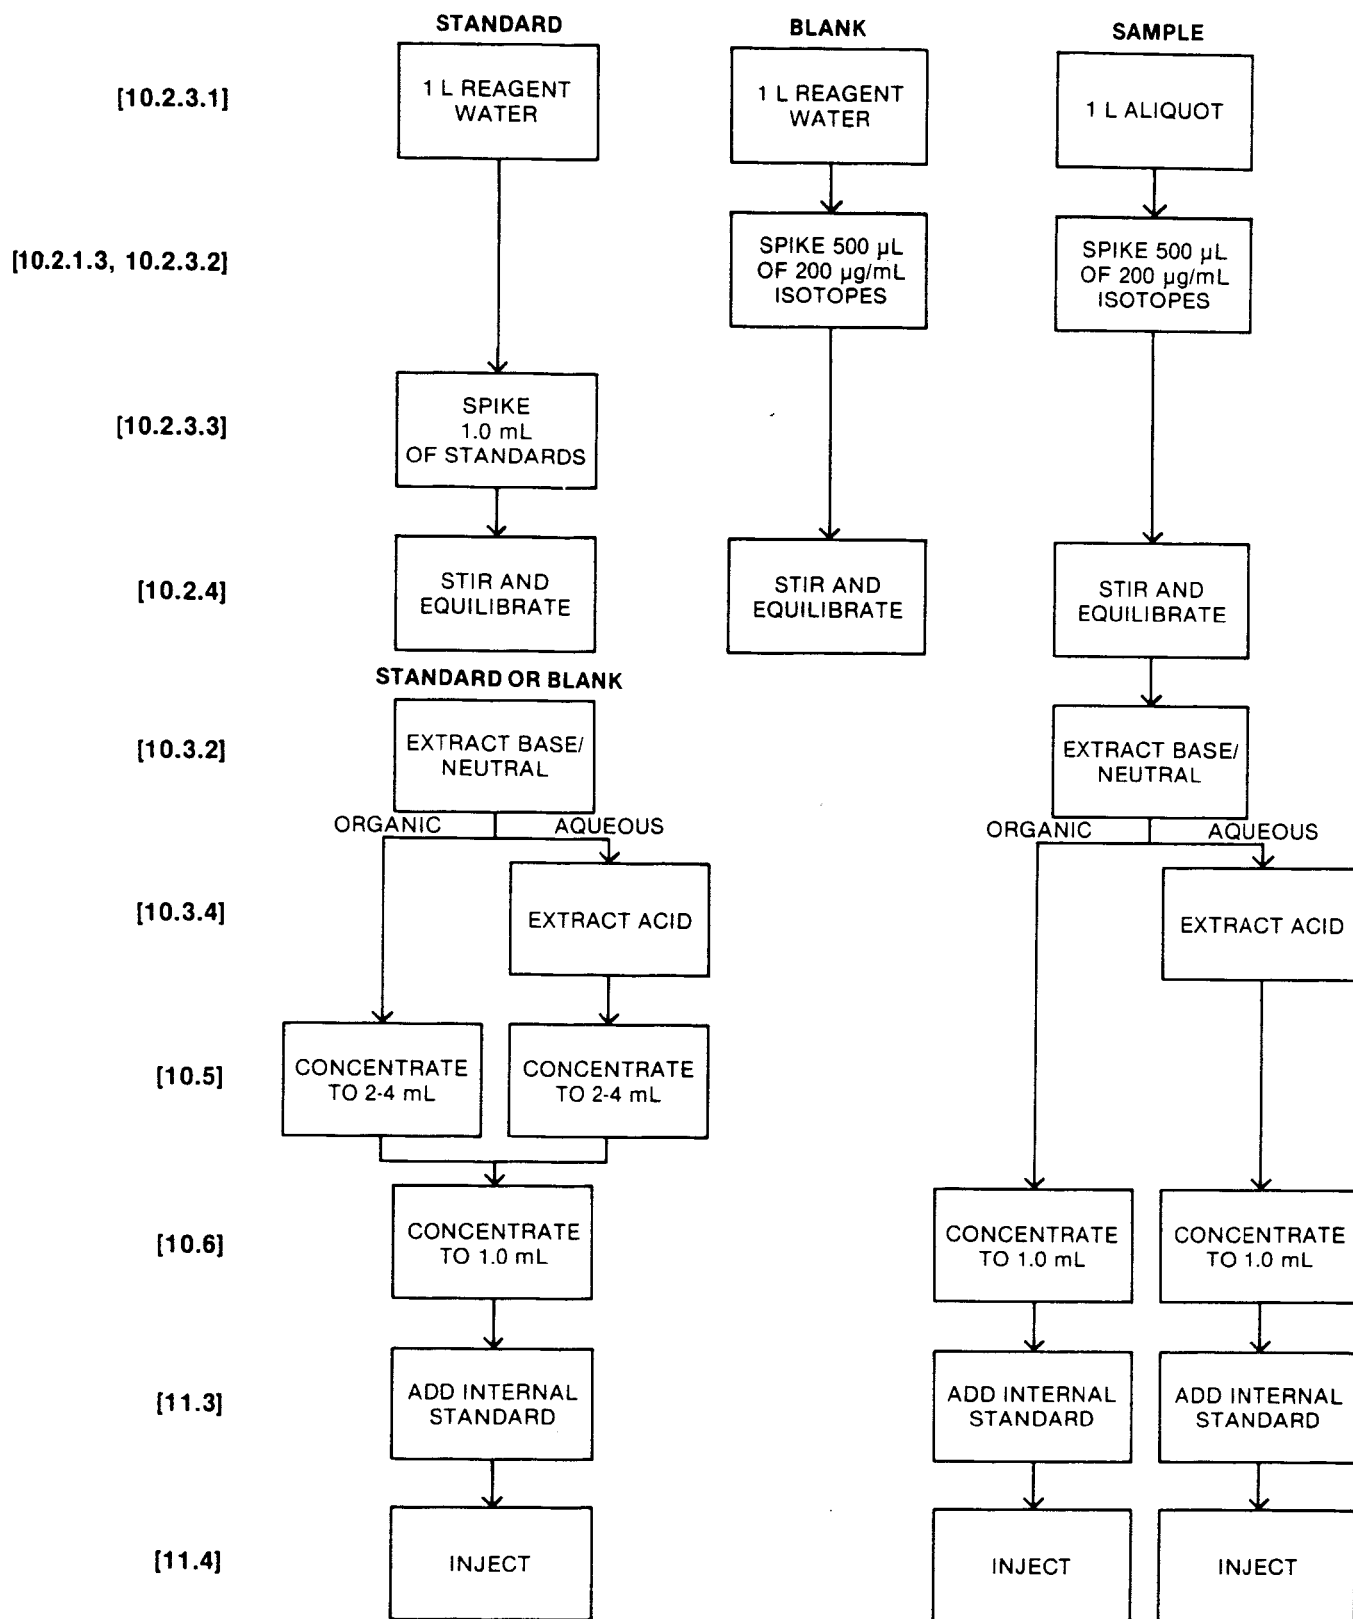 STANDARD
BLANK
SAMPLE
[10.2.3.1]
1 L REAGENT
WATER
1 L REAGENT
WATER
1 L ALIQUOT
[10.2.1.3, 10.2.3.2]
SPIKE 500 µL
OF 200 µg/mL
ISOTOPES
SPIKE 500 µL
OF 200 µg/mL
ISOTOPES
[10.2.3.3]
SPIKE
1.0 mL
OF STANDARDS
[10.2.4]
STIR AND
EQUILIBRATE
STIR AND
EQUILIBRATE
STIR AND
EQUILIBRATE
STANDARD OR BLANK
[10.3.2]
EXTRACT BASE/
NEUTRAL
EXTRACT BASE/
NEUTRAL
ORGANIC
AQUEOUS
ORGANIC
AQUEOUS
[10.3.4]
EXTRACT ACID
EXTRACT ACID
[10.5]
CONCENTRATE
TO 2-4 mL
CONCENTRATE
TO 2-4 mL
[10.6]
CONCENTRATE
TO 1.0 mL
CONCENTRATE
TO 1.0 mL
CONCENTRATE
TO 1.0 mL
[11.3]
ADD INTERNAL
STANDARD
ADD INTERNAL
STANDARD
ADD INTERNAL
STANDARD
[11.4]
INJECT
INJECT
INJECT